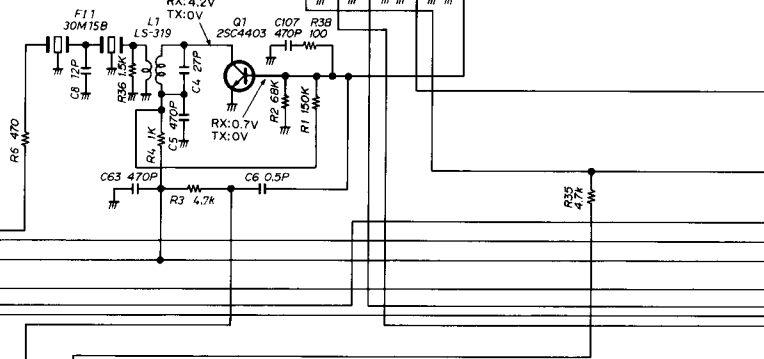 RX:4.2V
TX:0V
FI1
30M15B
L1
LS-319
Q1
2SC4403
C107
470P
R38
100
C8 12P
R36 1.5K
C4 27P
C5 470P
R4 1K
R6 470
RX:0.7V
TX:0V
R2 68K
R1 150K
C63 470P
R3 4.7k
C6 0.5P
R35
4.7k